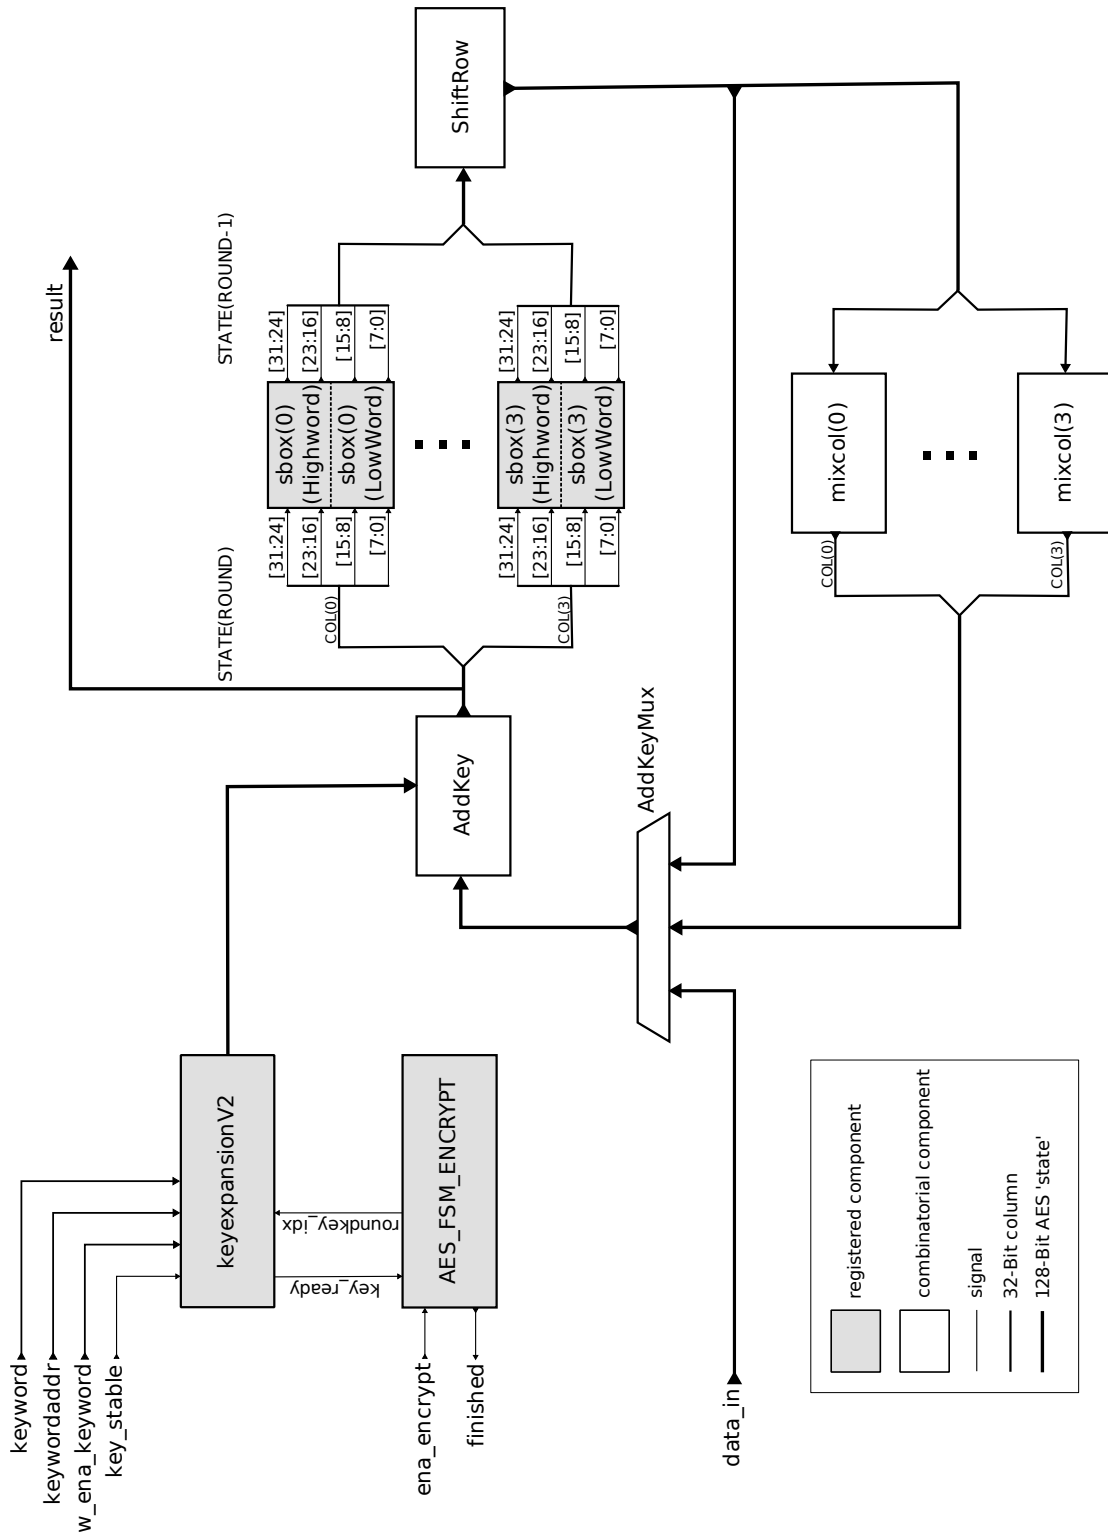 keyword
keywordaddr
w_ena_keyword
key_stable
ena_encrypt
finished
data_in
keyexpansionV2
key_ready
roundkey_idx
AES_FSM_ENCRYPT
AddKey
AddKeyMux
result
STATE(ROUND)
COL(0)
[31:24]
[23:16]
[15:8]
[7:0]
sbox(0)
(Highword)
sbox(0)
(LowWord)
[31:24]
[23:16]
[15:8]
[7:0]
STATE(ROUND-1)
COL(3)
[31:24]
[23:16]
[15:8]
[7:0]
sbox(3)
(Highword)
sbox(3)
(LowWord)
[31:24]
[23:16]
[15:8]
[7:0]
ShiftRow
COL(0)
mixcol(0)
COL(3)
mixcol(3)
registered component
combinatorial component
signal
32-Bit column
128-Bit AES 'state'